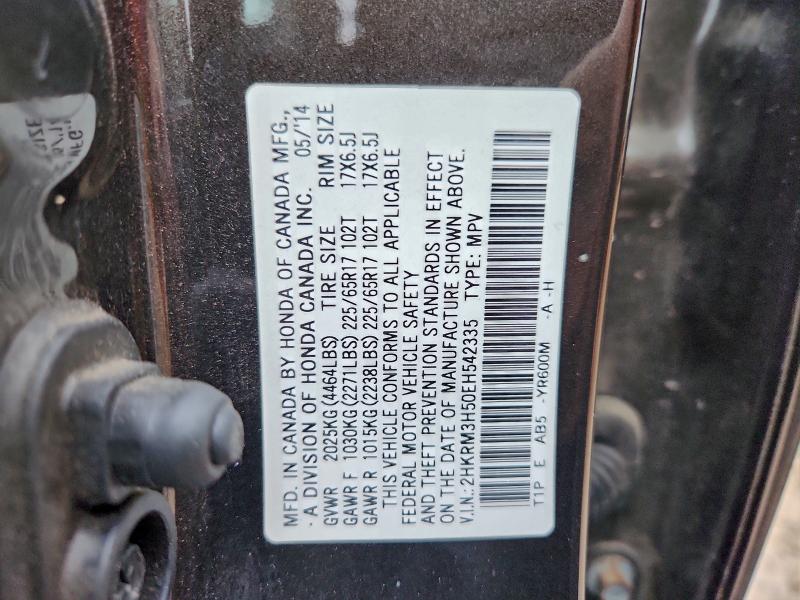 MFD. IN CANADA BY HONDA OF CANADA MFG.,
- A DIVISION OF HONDA CANADA INC. 05/'14
GVWR 2025KG (4464LBS) TIRE SIZE RIM SIZE
GAWR F 1030KG (2271LBS) 225/65R17 102T 17X6.5J
GAWR R 1015KG (2238LBS) 225/65R17 102T 17X6.5J
THIS VEHICLE CONFORMS TO ALL APPLICABLE
FEDERAL MOTOR VEHICLE SAFETY
AND THEFT PREVENTION STANDARDS IN EFFECT
ON THE DATE OF MANUFACTURE SHOWN ABOVE.
V.I.N.: 2HKRM3H50EH542335 TYPE: MPV
T1P E AB5 -YR600M -A -H